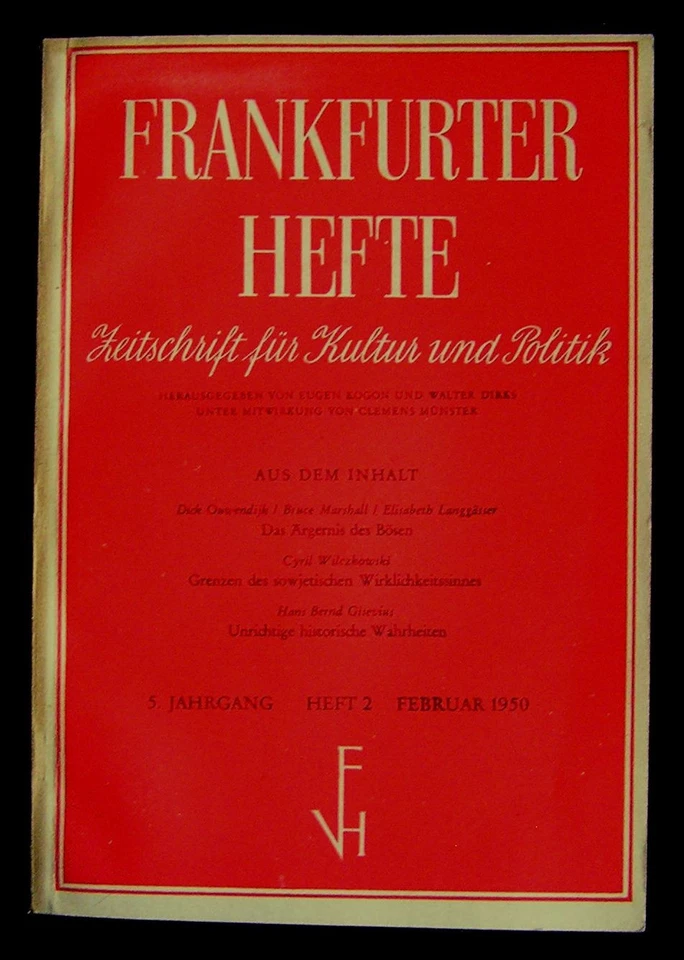 FRANKFURTER
HEFTE
Zeitschrift für Kultur und Politik
HERAUSGEGEBEN VON EUGEN KOGON UND WALTER DIRKS
UNTER MITWIRKUNG VON CLEMENS MÜNSTER
AUS DEM INHALT
Dick Ouwendijk / Bruce Marshall / Elisabeth Langgässer
Das Ärgernis des Bösen
Cyril Wilczkowski
Grenzen des sowjetischen Wirklichkeitssinnes
Hans Bernd Gisevius
Unrichtige historische Wahrheiten
5. JAHRGANG HEFT 2 FEBRUAR 1950
F
VH